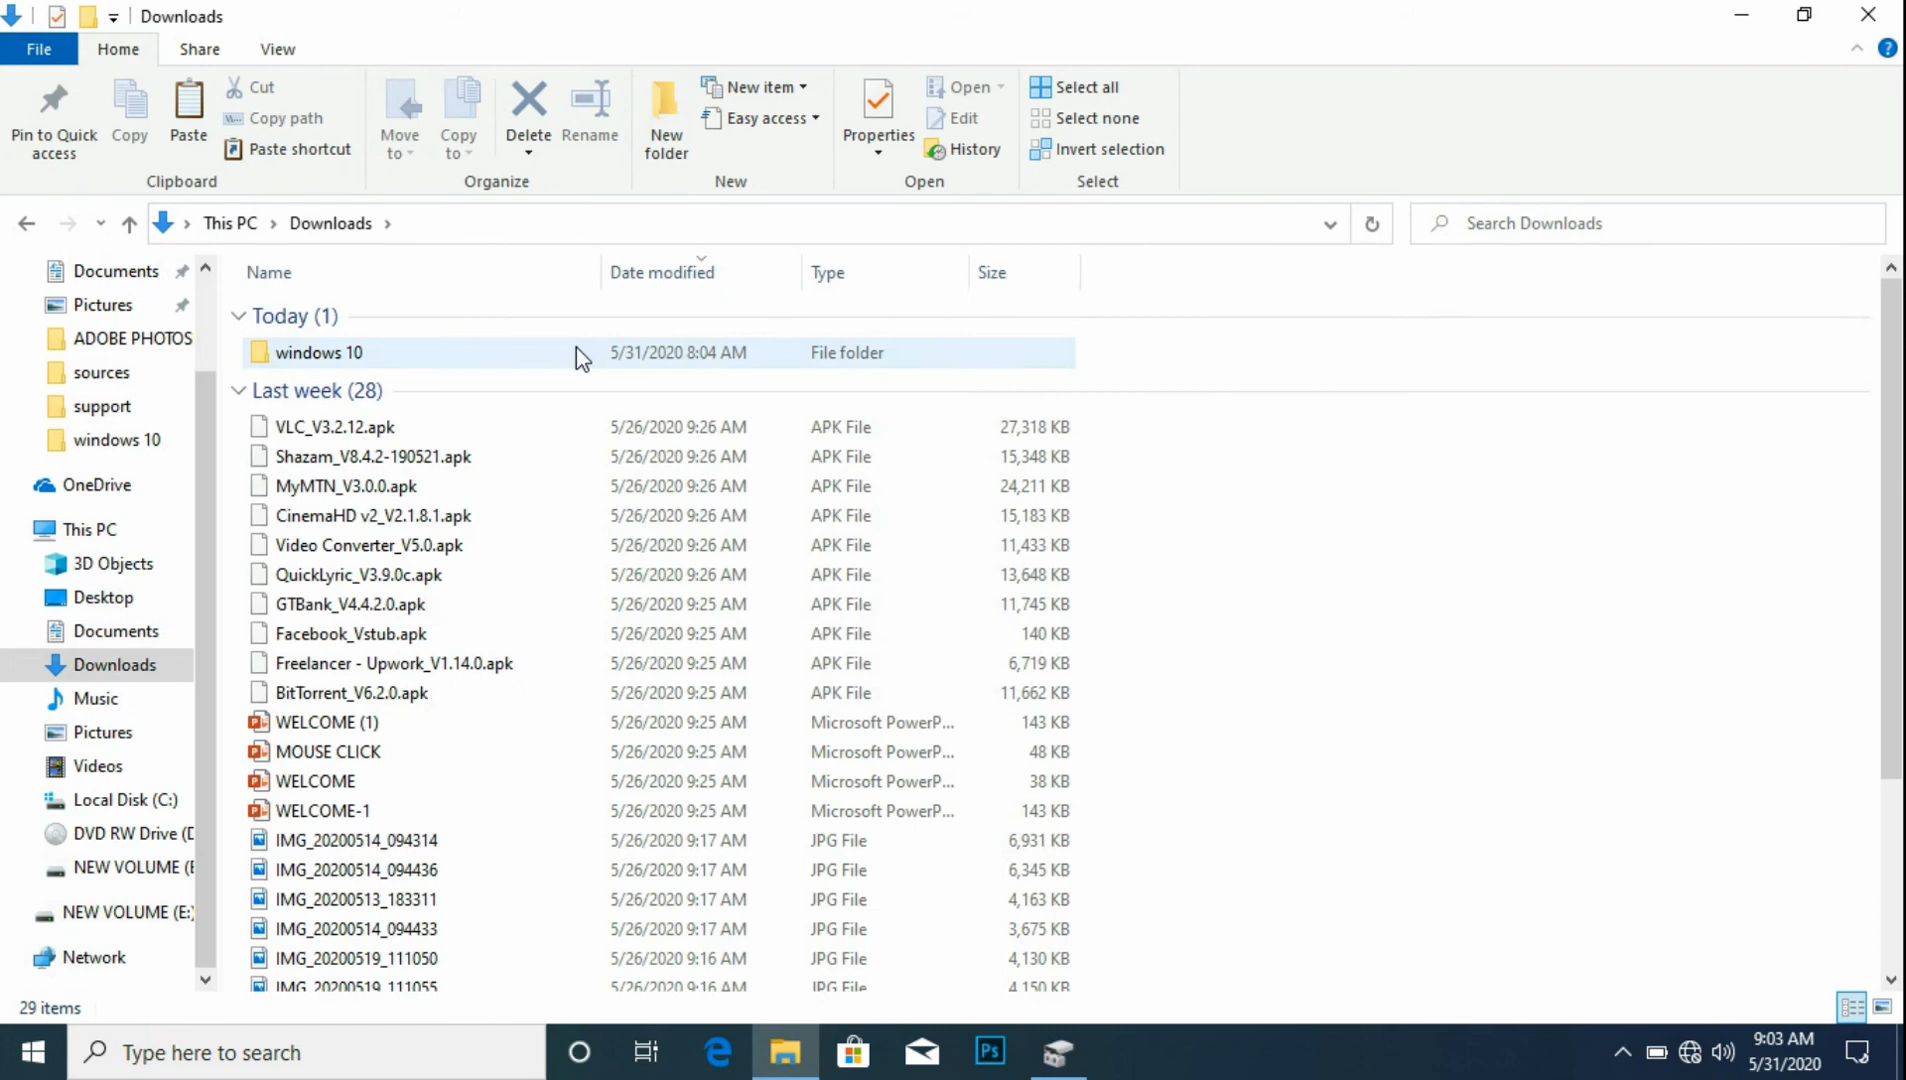 Downloads
File Home Share View
Pin to Quick access
Copy
Paste
Cut
Copy path
Paste shortcut
Clipboard
Move to
Copy to
Delete
Rename
Organize
New folder
New item
Easy access
New
Properties
Open
Edit
History
Open
Select all
Select none
Invert selection
Select
This PC Downloads
Search Downloads
Documents
Pictures
ADOBE PHOTOS
sources
support
windows 10
OneDrive
This PC
3D Objects
Desktop
Documents
Downloads
Music
Pictures
Videos
Local Disk (C:)
DVD RW Drive (D
NEW VOLUME (E
NEW VOLUME (E:)
Network
Name Date modified Type Size
Today (1)
windows 10 5/31/2020 8:04 AM File folder
Last week (28)
VLC_V3.2.12.apk 5/26/2020 9:26 AM APK File 27,318 KB
Shazam_V8.4.2-190521.apk 5/26/2020 9:26 AM APK File 15,348 KB
MyMTN_V3.0.0.apk 5/26/2020 9:26 AM APK File 24,211 KB
CinemaHD v2_V2.1.8.1.apk 5/26/2020 9:26 AM APK File 15,183 KB
Video Converter_V5.0.apk 5/26/2020 9:26 AM APK File 11,433 KB
QuickLyric_V3.9.0c.apk 5/26/2020 9:26 AM APK File 13,648 KB
GTBank_V4.4.2.0.apk 5/26/2020 9:25 AM APK File 11,745 KB
Facebook_Vstub.apk 5/26/2020 9:25 AM APK File 140 KB
Freelancer - Upwork_V1.14.0.apk 5/26/2020 9:25 AM APK File 6,719 KB
BitTorrent_V6.2.0.apk 5/26/2020 9:25 AM APK File 11,662 KB
WELCOME (1) 5/26/2020 9:25 AM Microsoft PowerP... 143 KB
MOUSE CLICK 5/26/2020 9:25 AM Microsoft PowerP... 48 KB
WELCOME 5/26/2020 9:25 AM Microsoft PowerP... 38 KB
WELCOME-1 5/26/2020 9:25 AM Microsoft PowerP... 143 KB
IMG_20200514_094314 5/26/2020 9:17 AM JPG File 6,931 KB
IMG_20200514_094436 5/26/2020 9:17 AM JPG File 6,345 KB
IMG_20200513_183311 5/26/2020 9:17 AM JPG File 4,163 KB
IMG_20200514_094433 5/26/2020 9:17 AM JPG File 3,675 KB
IMG_20200519_111050 5/26/2020 9:16 AM JPG File 4,130 KB
IMG_20200519_111055 5/26/2020 9:16 AM JPG File 4,150 KB
29 items
Type here to search
Ps
9:03 AM
5/31/2020